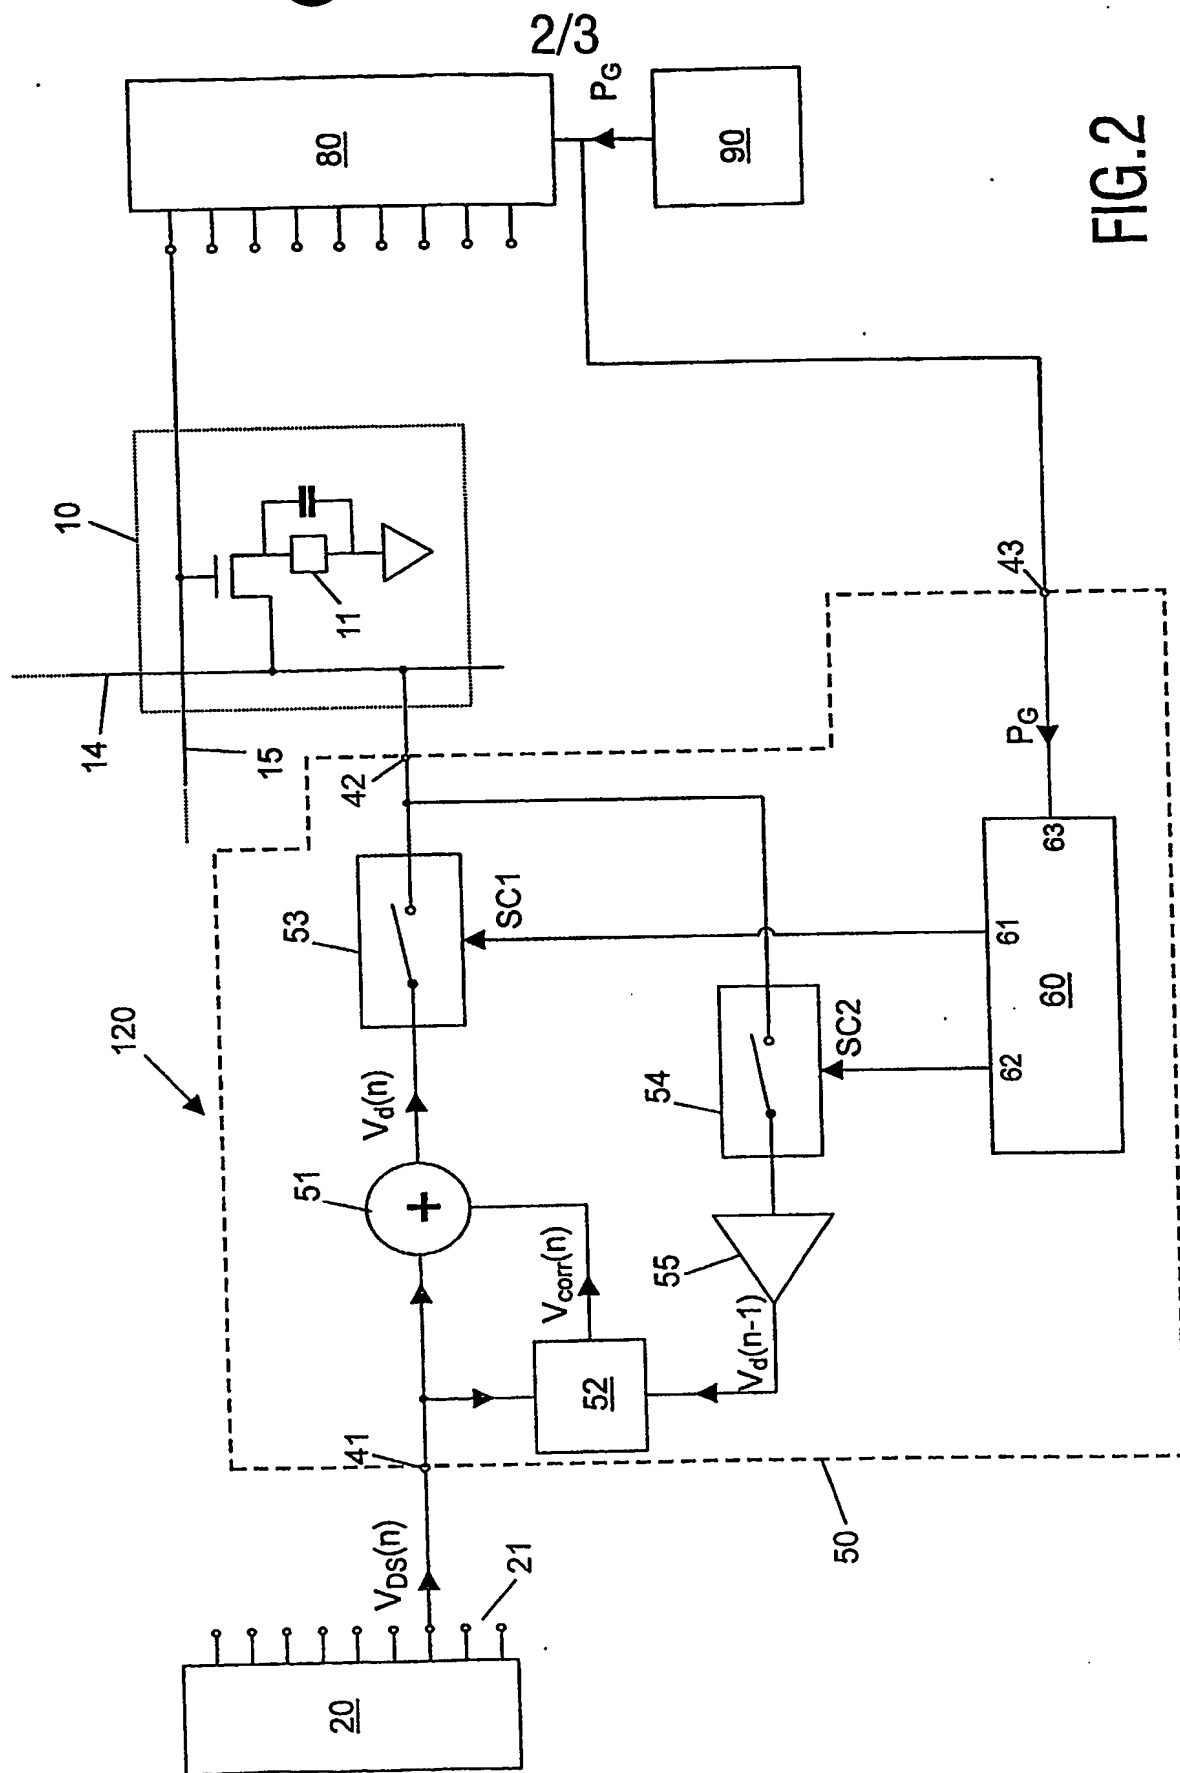 2/3
FIG.2
80
P_G
90
10
11
14
15
42
43
P_G
63
61
60
62
SC1
53
120
SC2
54
V_d(n)
51
55
V_corr(n)
V_d(n-1)
52
41
50
V_DS(n)
21
20